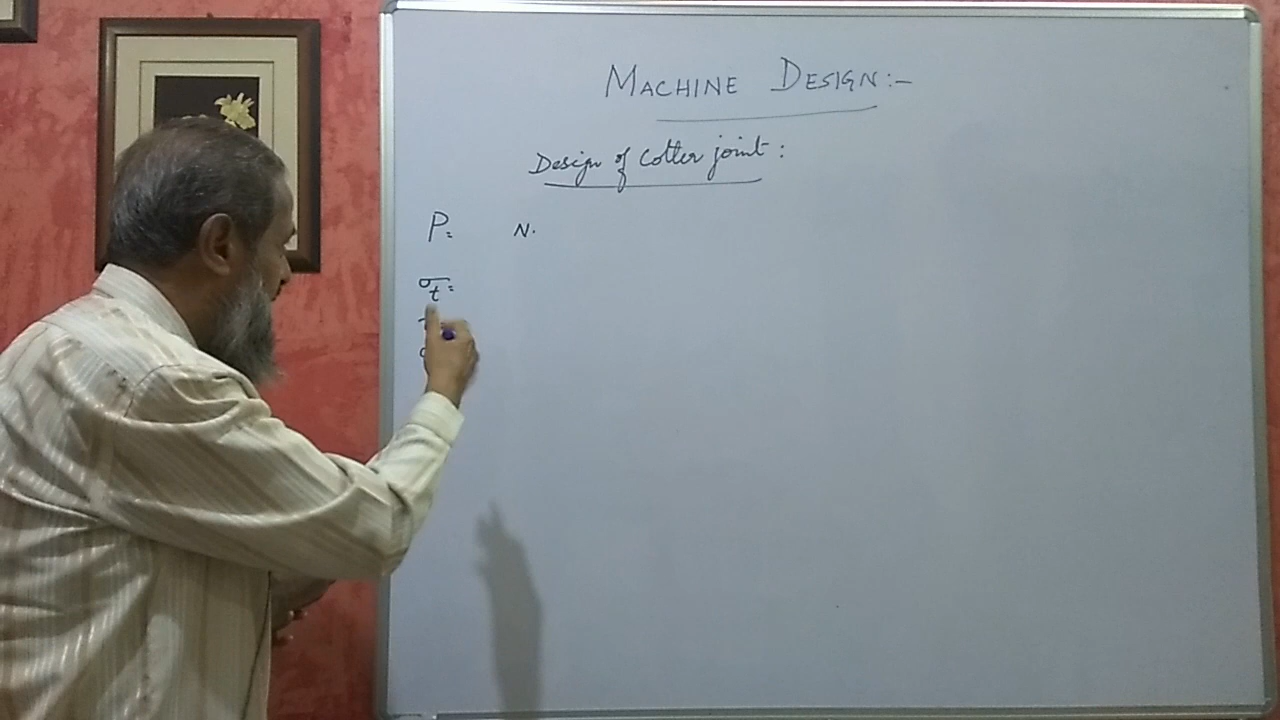 MACHINE DESIGN:-
Design of Cotter joint :
P= N.
σt=